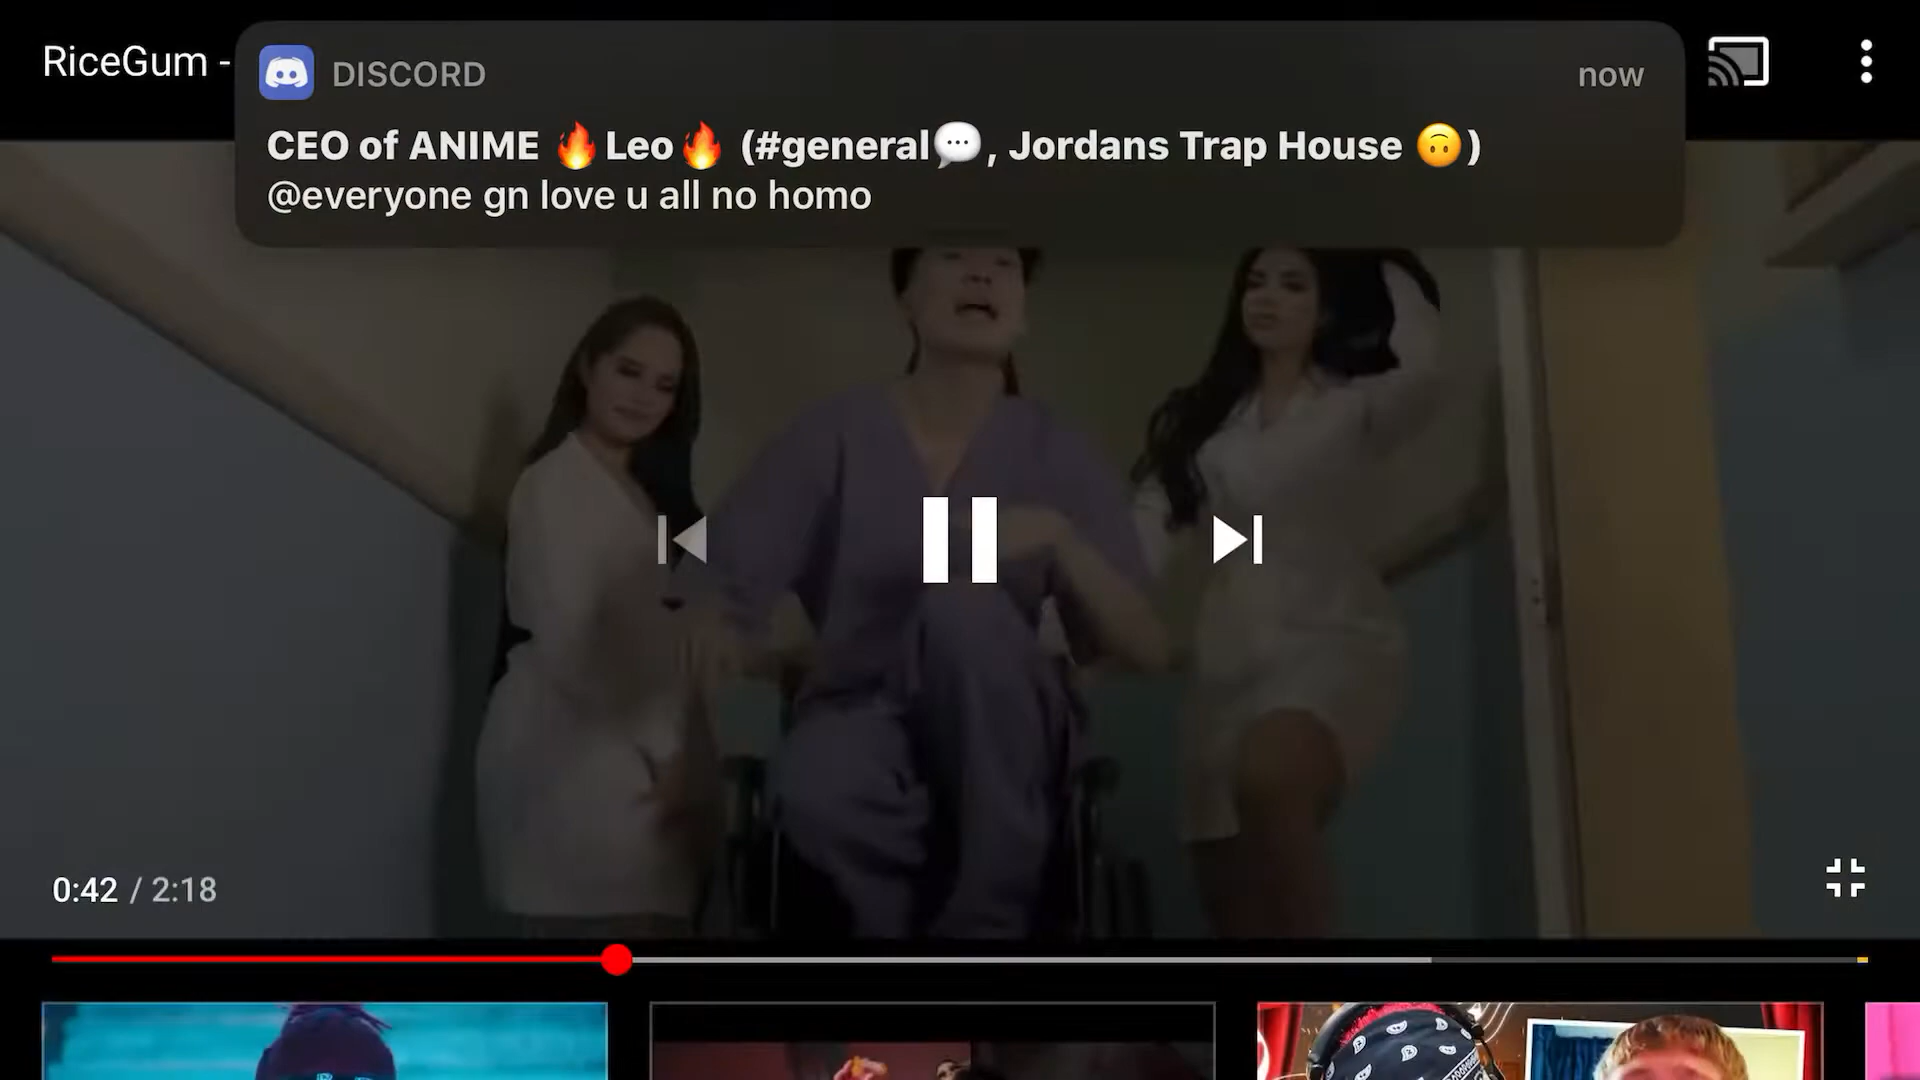 RiceGum -
DISCORD
now
CEO of ANIME 🔥Leo🔥 (#general💬, Jordans Trap House 🙃)
@everyone gn love u all no homo
0:42 / 2:18